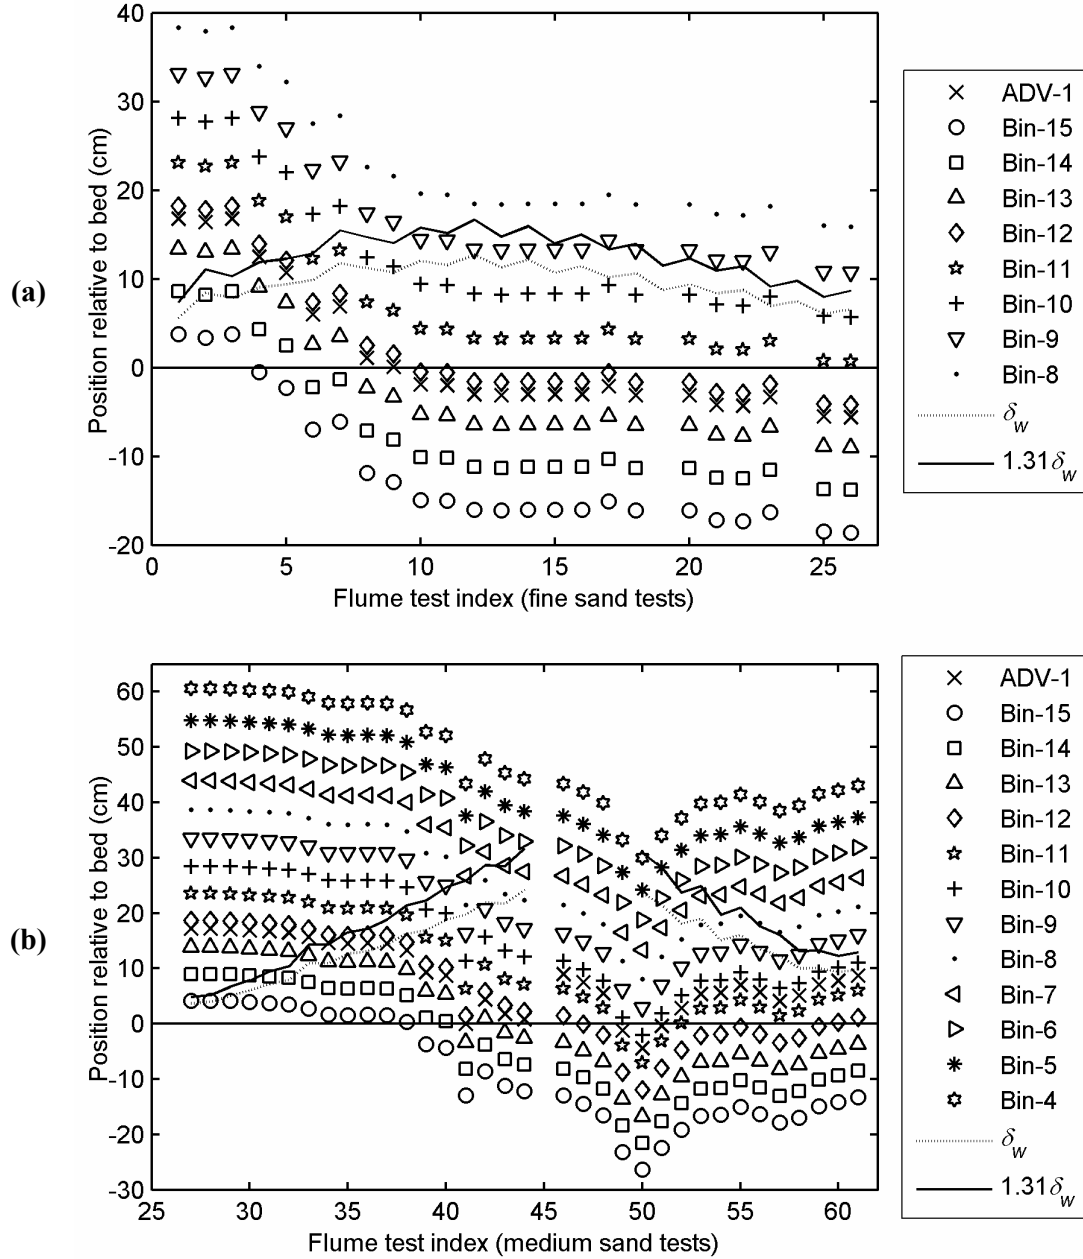 (a)
Position relative to bed (cm)
40
30
20
10
0
-10
-20
0 5 10 15 20 25
Flume test index (fine sand tests)
ADV-1
Bin-15
Bin-14
Bin-13
Bin-12
Bin-11
Bin-10
Bin-9
Bin-8
δw
1.31δw
(b)
Position relative to bed (cm)
60
50
40
30
20
10
0
-10
-20
-30
25 30 35 40 45 50 55 60
Flume test index (medium sand tests)
ADV-1
Bin-15
Bin-14
Bin-13
Bin-12
Bin-11
Bin-10
Bin-9
Bin-8
Bin-7
Bin-6
Bin-5
Bin-4
δw
1.31δw